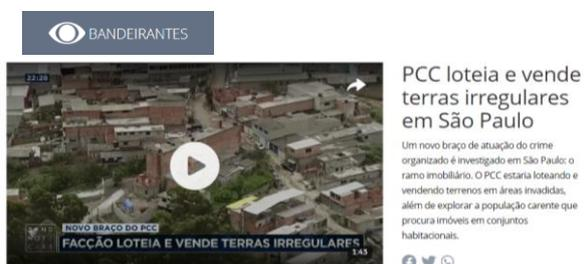 BANDEIRANTES
22:20
NOVO BRAÇO DO PCC
FACÇÃO LOTEIA E VENDE TERRAS IRREGULARES
1:43
PCC loteia e vende
terras irregulares
em São Paulo
Um novo braço de atuação do crime
organizado é investigado em São Paulo: o
ramo imobiliário. O PCC estaria loteando e
vendendo terrenos em áreas invadidas,
além de explorar a população carente que
procura imóveis em conjuntos
habitacionais.